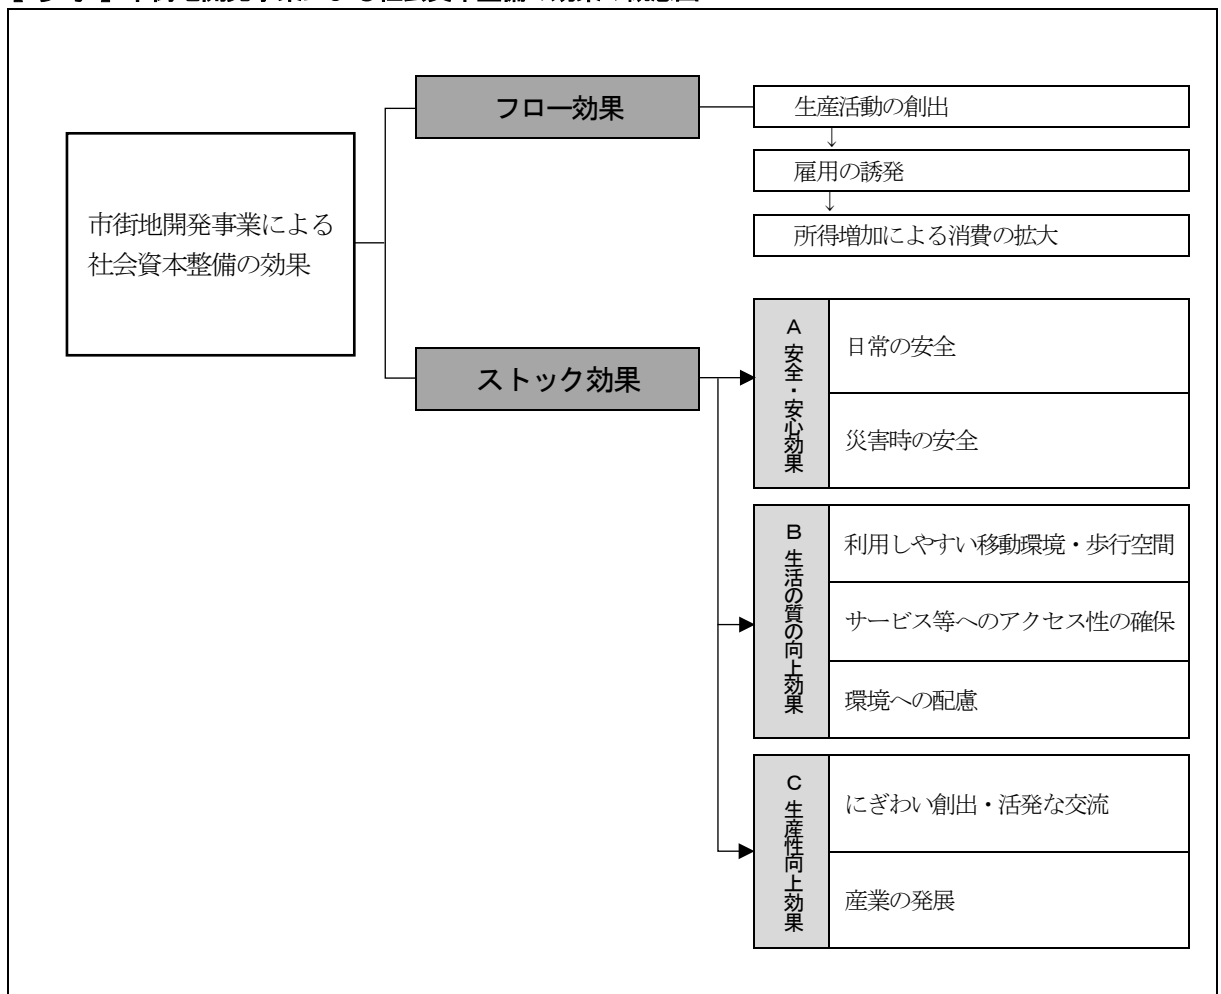 市街地開発事業による
社会資本整備の効果
フロー効果
生産活動の創出
↓
雇用の誘発
↓
所得増加による消費の拡大
ストック効果
A 安全・安心効果
日常の安全
災害時の安全
B 生活の質の向上効果
利用しやすい移動環境・歩行空間
サービス等へのアクセス性の確保
環境への配慮
C 生産性向上効果
にぎわい創出・活発な交流
産業の発展